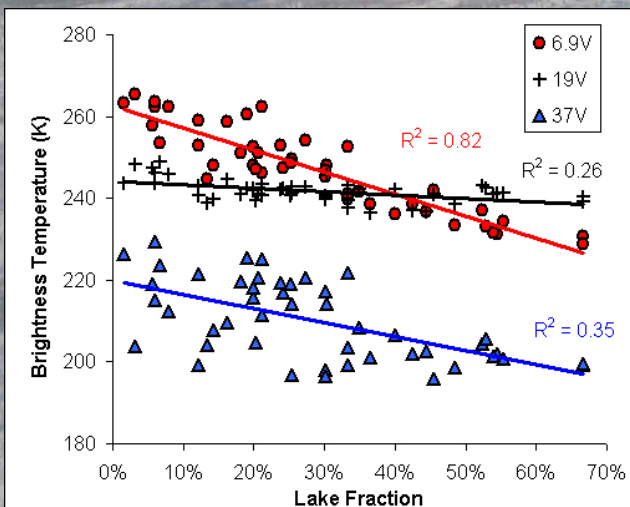 280
260
240
220
200
180
Brightness Temperature (K)
6.9V
19V
37V
R² = 0.82
R² = 0.26
R² = 0.35
0% 10% 20% 30% 40% 50% 60% 70%
Lake Fraction